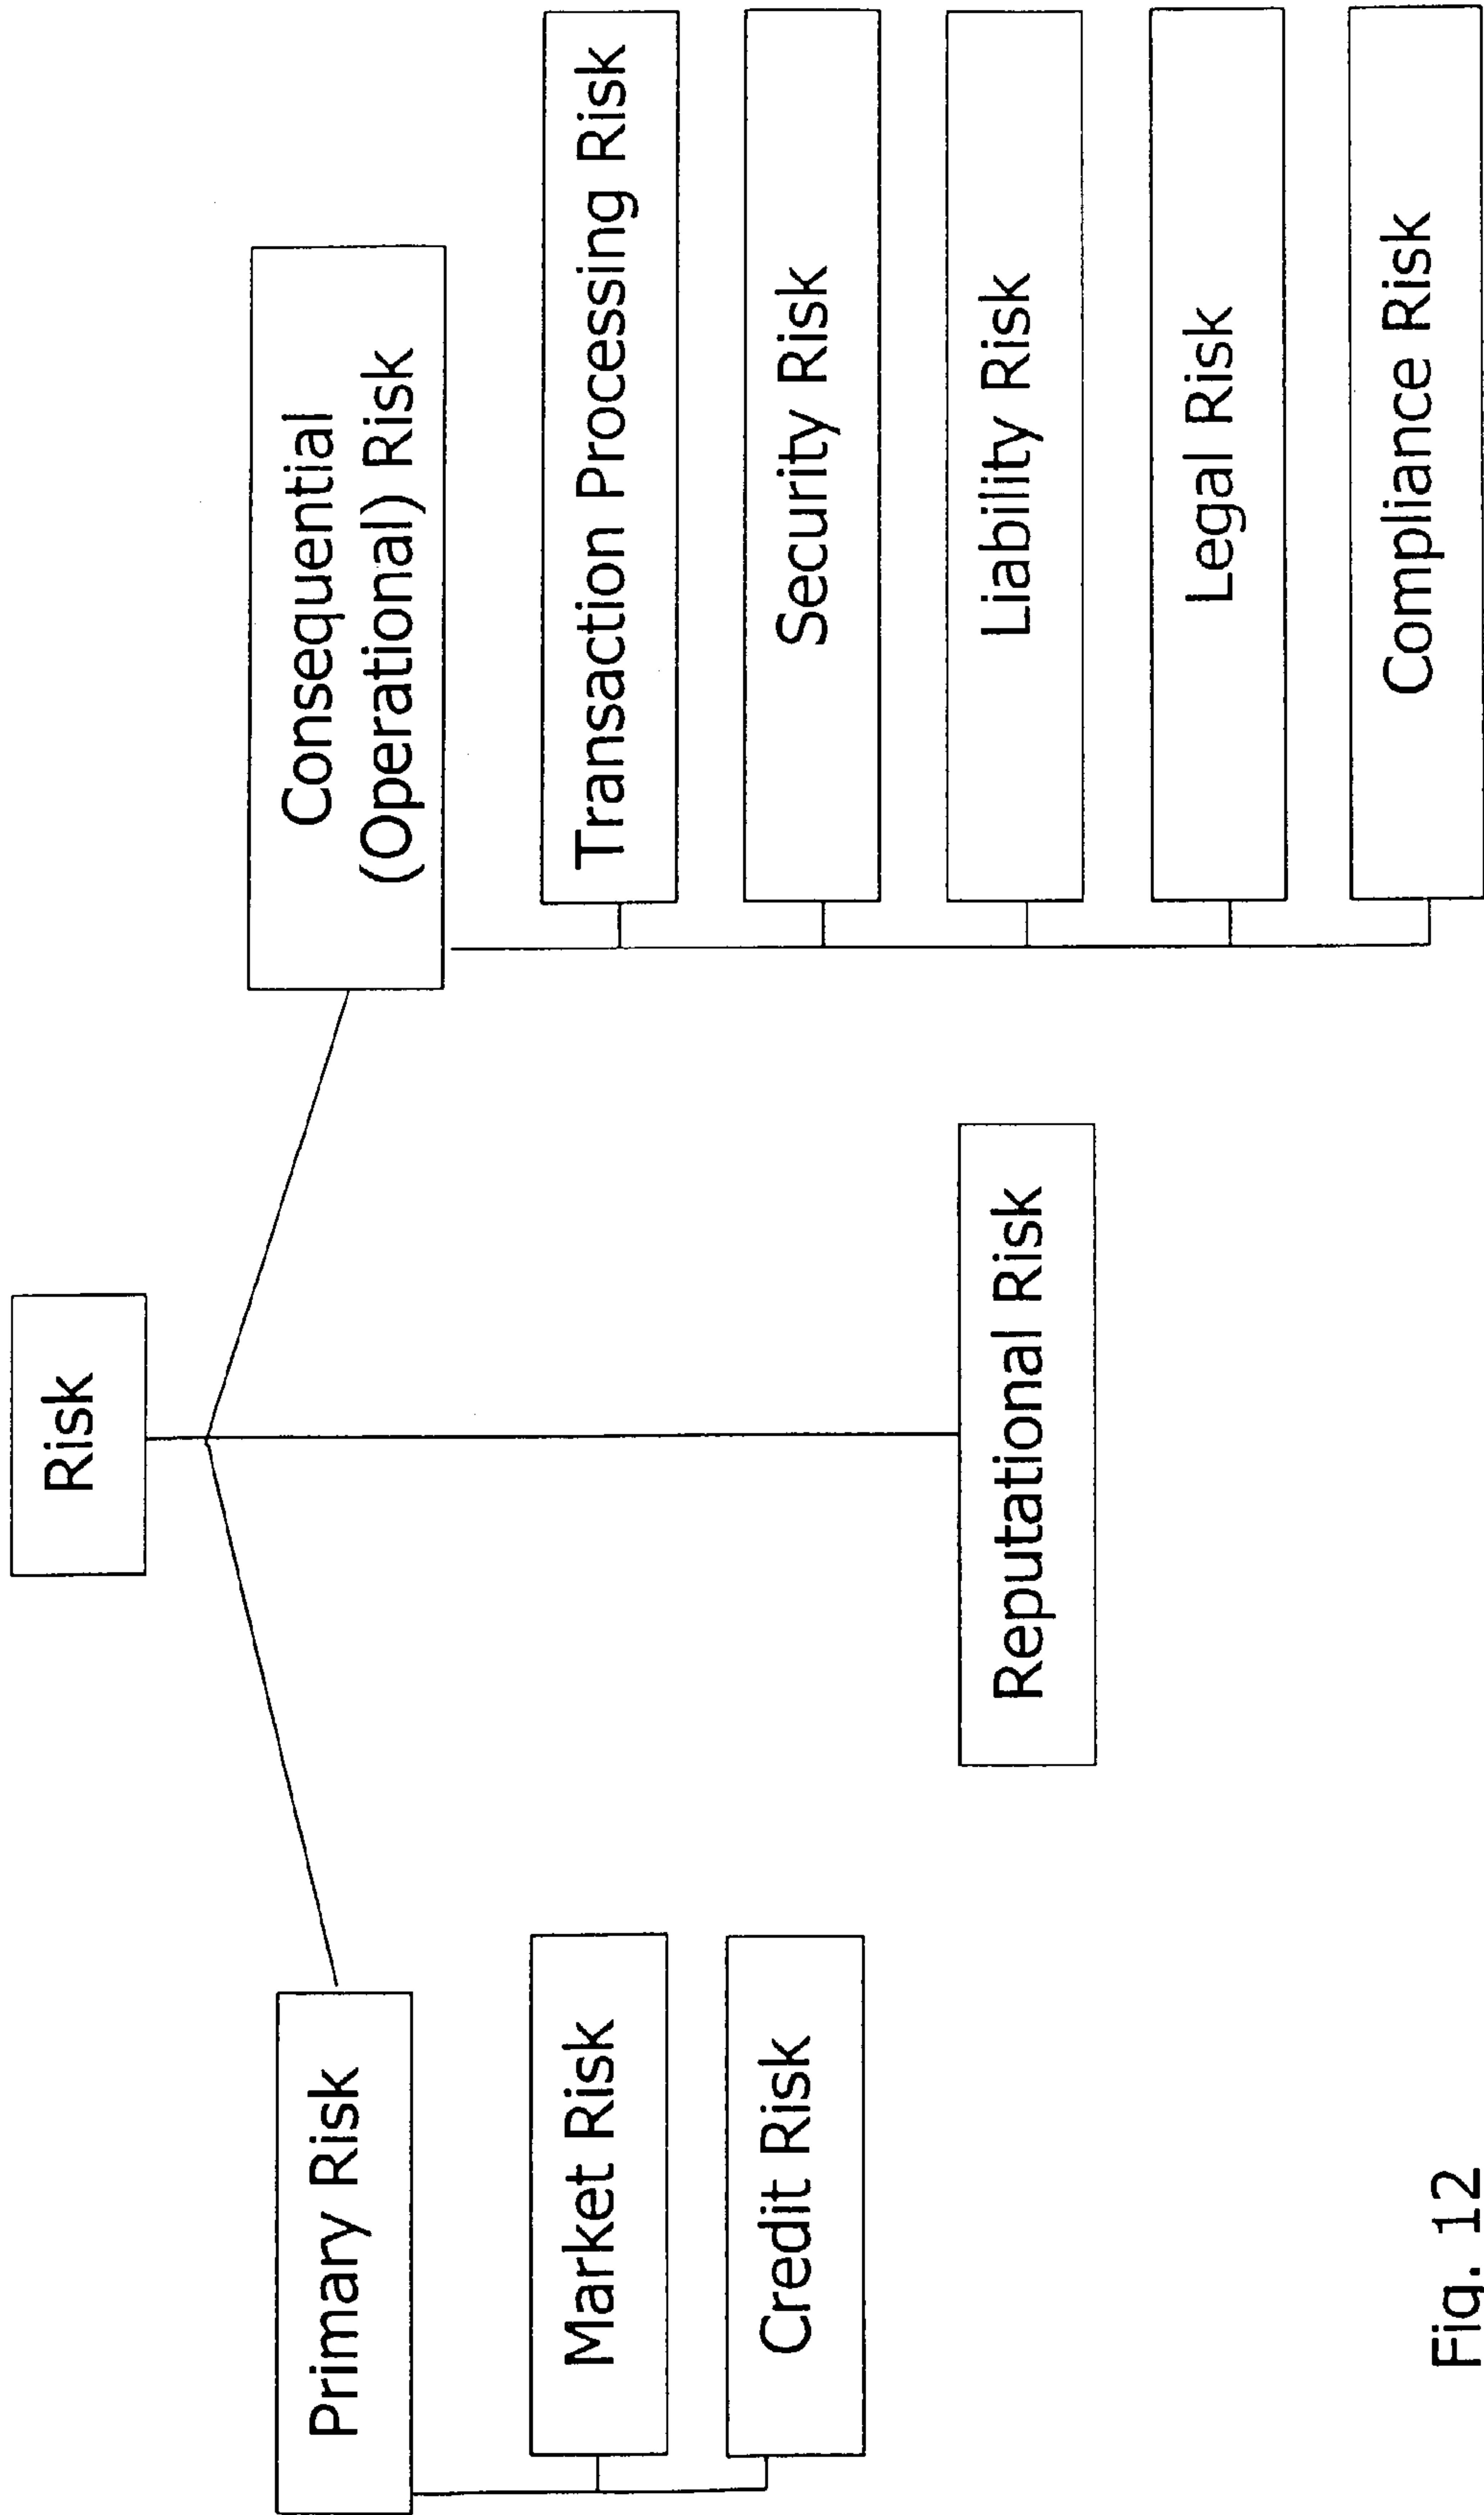 Risk
Primary Risk
Market Risk
Credit Risk
Reputational Risk
Consequential
(Operational) Risk
Transaction Processing Risk
Security Risk
Liability Risk
Legal Risk
Compliance Risk
Fig. 12